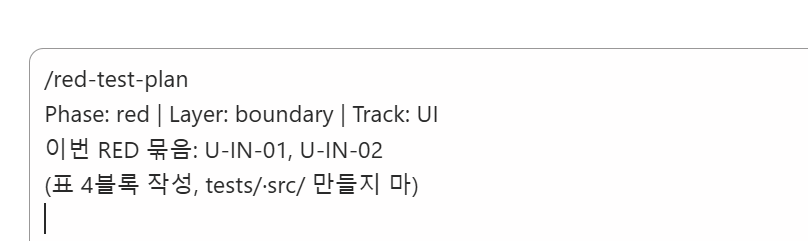 /red-test-plan
Phase: red | Layer: boundary | Track: UI
이번 RED 묶음: U-IN-01, U-IN-02
(표 4블록 작성, tests/·src/ 만들지 마)